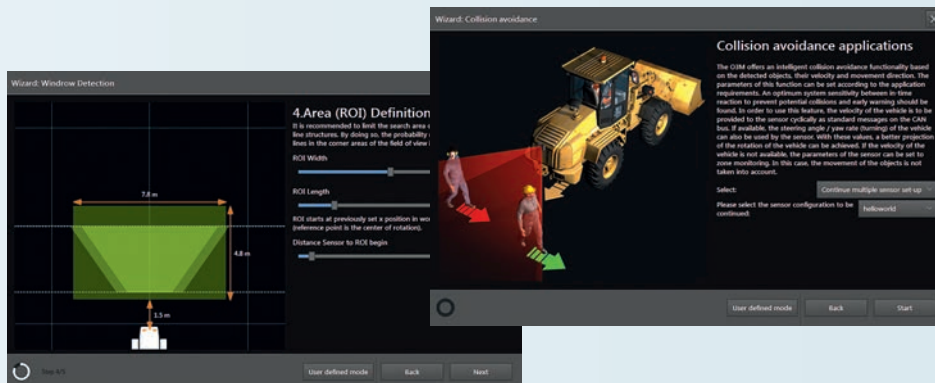 Wizard: Windrow Detection
7.8 m
4.8 m
1.5 m
4.Area (ROI) Definition
It is recommended to limit the search area
line structures. By doing so, the probability
lines in the corner areas of the field of view
ROI Width
ROI Length
ROI starts at previously set a position in
(reference point is the center of rotation).
Distance Sensor to ROI begin
Step 4/5
User defined mode
Back
Next
Wizard: Collision avoidance
Collision avoidance applications
The O3M offers an intelligent collision avoidance functionality based
on the detected objects, their velocity and movement direction. The
parameters of this function can be set according to the application
requirements. An optimum system sensitivity between in time
reaction to prevent potential collisions and early warning should be
found. In order to use this feature, the velocity of the vehicle is to be
provided to the sensor cyclically as standard messages on the CAN
bus. If available, the steering angle / yaw rate (turning) of the vehicle
can also be used by the sensor. With these values, a better projection
of the rotation of the vehicle can be achieved. If the velocity of the
vehicle is not available, the parameters of the sensor can be set to
zone monitoring. In this case, the movement of the objects is not
taken into account.
Select:
Continue multiple sensor set-up
Please select the sensor configuration to be
continued:
helloworld
User defined mode
Back
Start